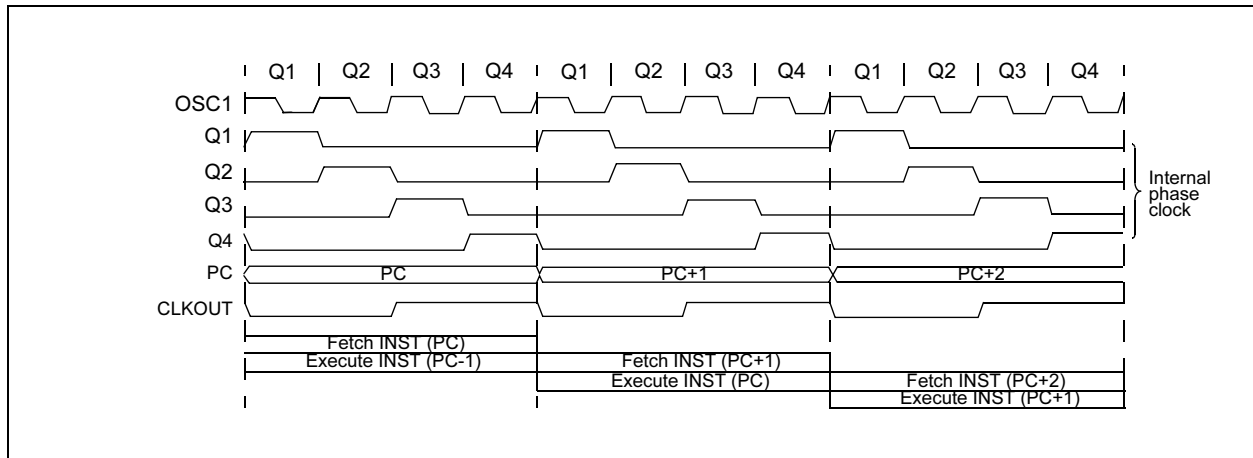 Q1 Q2 Q3 Q4 Q1 Q2 Q3 Q4 Q1 Q2 Q3 Q4
OSC1
Q1
Q2
Q3
Q4
Internal
phase
clock
PC PC PC+1 PC+2
CLKOUT
Fetch INST (PC)
Execute INST (PC-1) Fetch INST (PC+1)
Execute INST (PC) Fetch INST (PC+2)
Execute INST (PC+1)